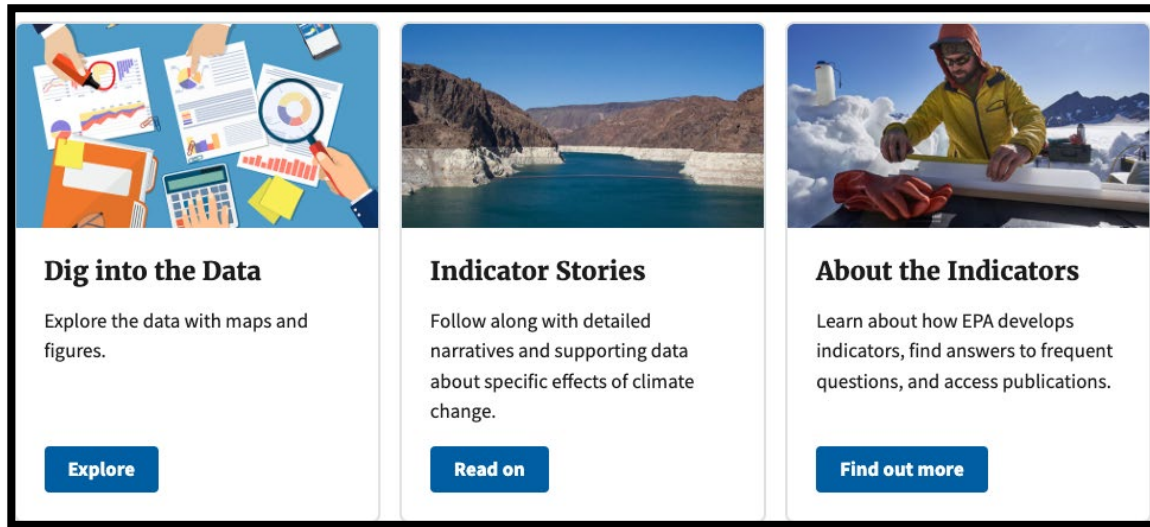 Dig into the Data
Explore the data with maps and
figures.
Explore
Indicator Stories
Follow along with detailed
narratives and supporting data
about specific effects of climate
change.
Read on
About the Indicators
Learn about how EPA develops
indicators, find answers to frequent
questions, and access publications.
Find out more